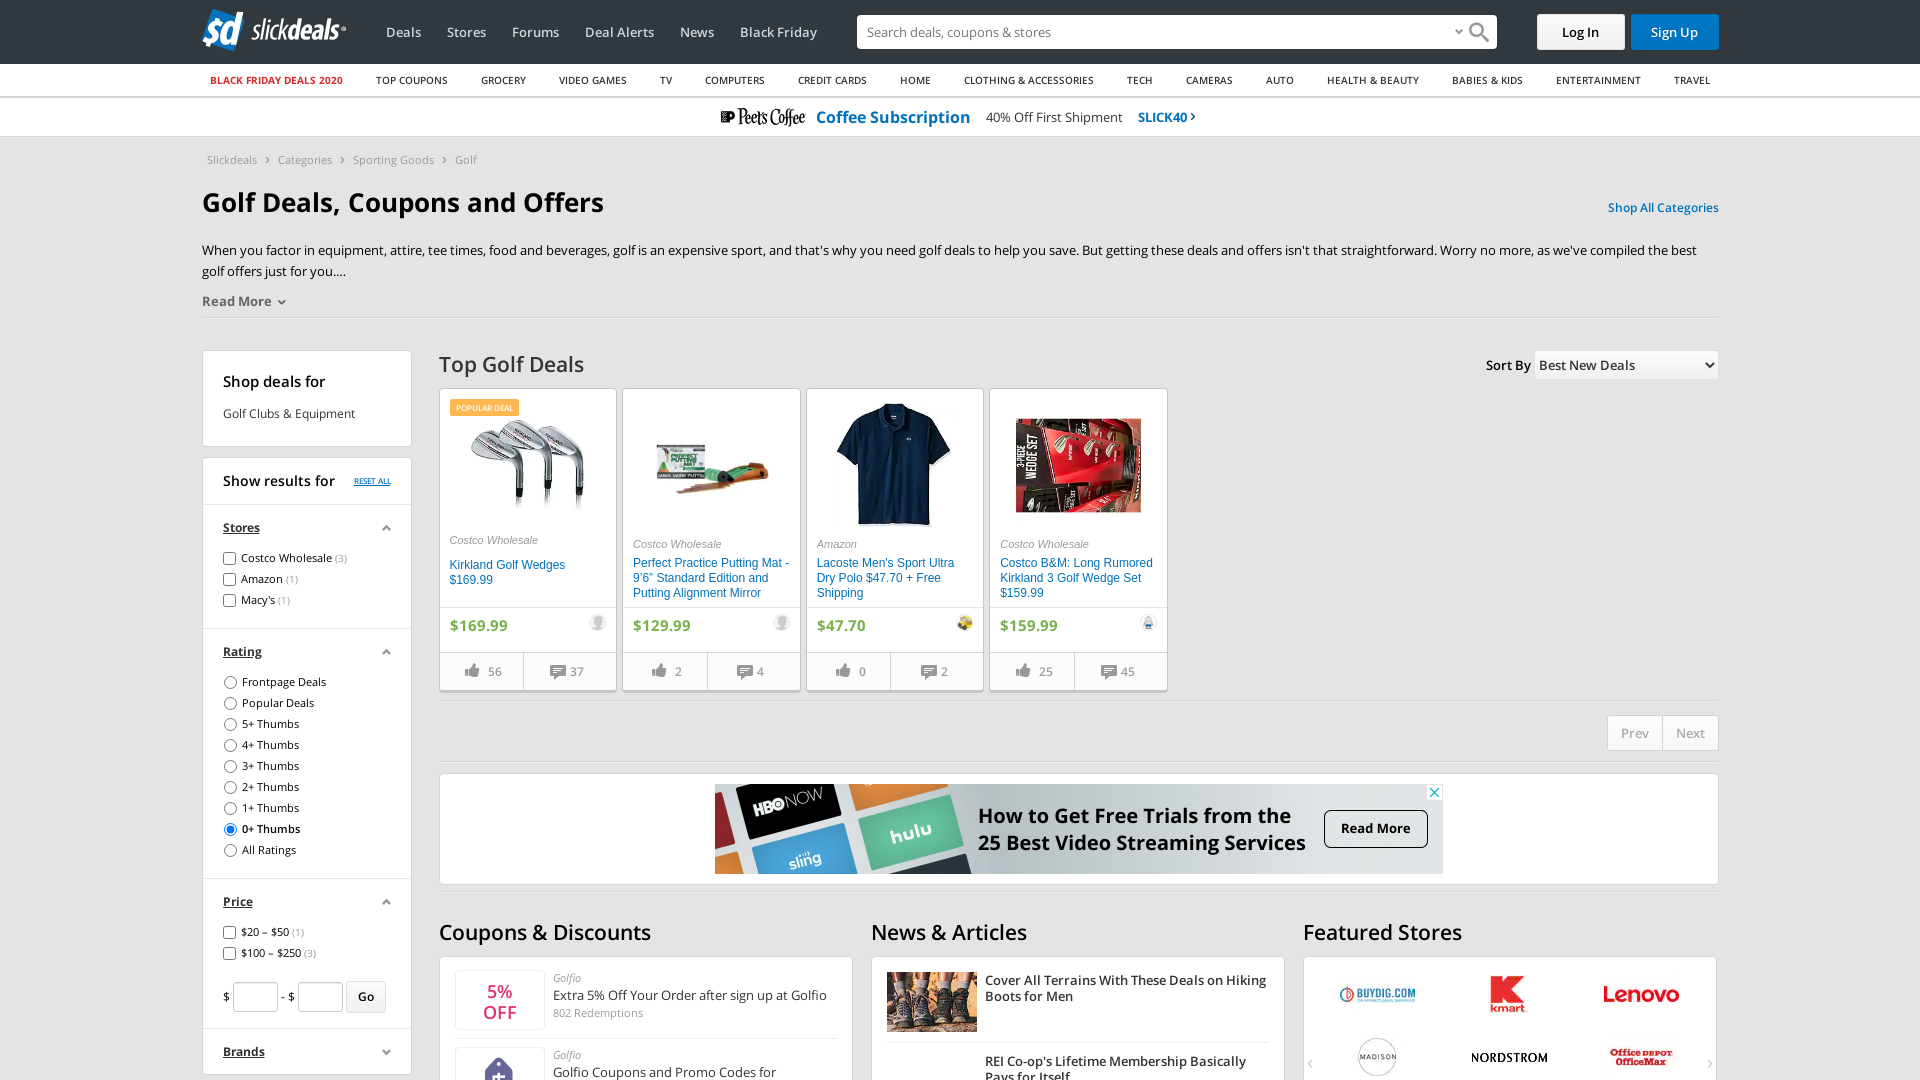 sd slickdeals
Deals
Stores
Forums
Deal Alerts
News
Black Friday
Search deals, coupons & stores
Log In
Sign Up
BLACK FRIDAY DEALS 2020
TOP COUPONS
GROCERY
VIDEO GAMES
TV
COMPUTERS
CREDIT CARDS
HOME
CLOTHING & ACCESSORIES
TECH
CAMERAS
AUTO
HEALTH & BEAUTY
BABIES & KIDS
ENTERTAINMENT
TRAVEL
Peet's Coffee Coffee Subscription 40% Off First Shipment SLICK40
Slickdeals › Categories › Sporting Goods › Golf
Golf Deals, Coupons and Offers
Shop All Categories
When you factor in equipment, attire, tee times, food and beverages, golf is an expensive sport, and that's why you need golf deals to help you save. But getting these deals and offers isn't that straightforward. Worry no more, as we've compiled the best
golf offers just for you....
Read More
Shop deals for
Golf Clubs & Equipment
Show results for RESET ALL
Stores
Costco Wholesale (3)
Amazon (1)
Macy's (1)
Rating
Frontpage Deals
Popular Deals
5+ Thumbs
4+ Thumbs
3+ Thumbs
2+ Thumbs
1+ Thumbs
0+ Thumbs
All Ratings
Price
$20 – $50 (1)
$100 – $250 (3)
$ - $ Go
Brands
Top Golf Deals
Sort By Best New Deals
POPULAR DEAL
Costco Wholesale
Kirkland Golf Wedges
$169.99
$169.99
56
37
PERFECT
PUTTING
MAT
Costco Wholesale
Perfect Practice Putting Mat -
9’6” Standard Edition and
Putting Alignment Mirror
$129.99
2
4
Amazon
Lacoste Men's Sport Ultra
Dry Polo $47.70 + Free
Shipping
$47.70
0
2
3-PIECE
WEDGE SET
Costco Wholesale
Costco B&M: Long Rumored
Kirkland 3 Golf Wedge Set
$159.99
$159.99
25
45
Prev
Next
HBO NOW
sling
hulu
How to Get Free Trials from the
25 Best Video Streaming Services
Read More
Coupons & Discounts
5%
OFF
Golfio
Extra 5% Off Your Order after sign up at Golfio
802 Redemptions
Golfio
Golfio Coupons and Promo Codes for
News & Articles
Cover All Terrains With These Deals on Hiking
Boots for Men
REI Co-op's Lifetime Membership Basically
Pays for Itself
Featured Stores
BUYDIG.COM
K
kmart
Lenovo
MADISON
NORDSTROM
Office DEPOT
OfficeMax